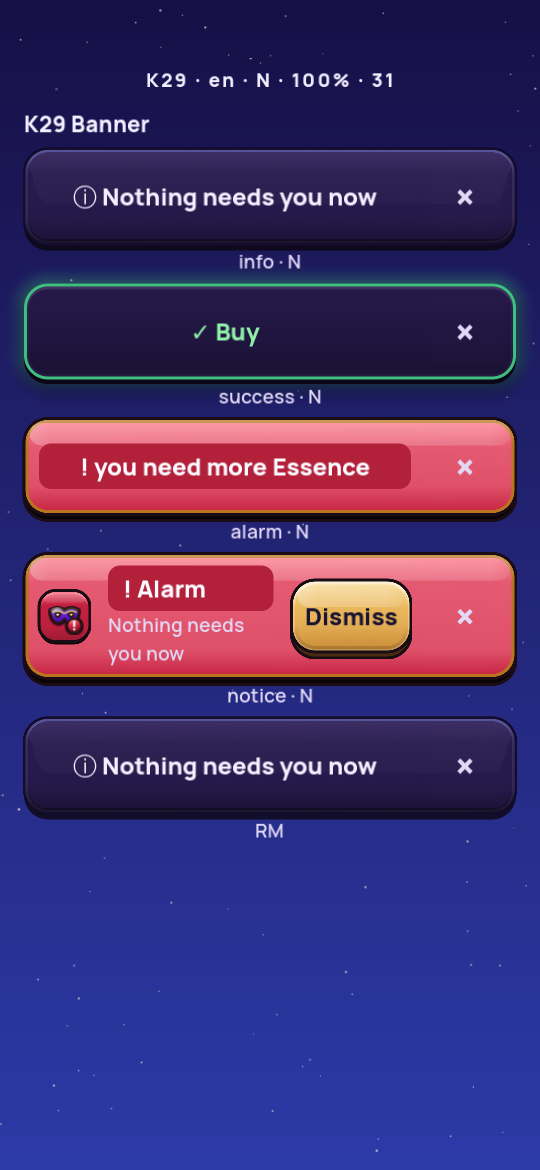 K29 · en · N · 100% · 31
K29 Banner
ⓘ Nothing needs you now ×
info · N
✓ Buy ×
success · N
! you need more Essence ×
alarm · N
! Alarm
Nothing needs
you now
Dismiss ×
notice · N
ⓘ Nothing needs you now ×
RM